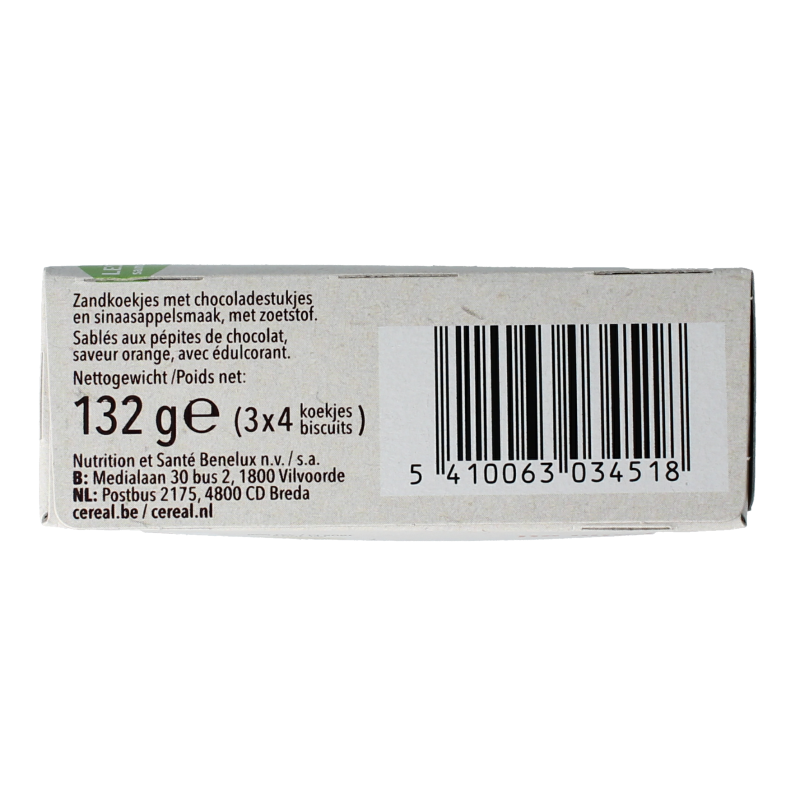 LE
Zandkoekjes met chocoladestukjes
en sinaasappelsmaak, met zoetstof.
Sablés aux pépites de chocolat,
saveur orange, avec édulcorant.
Nettogewicht /Poids net:
132 g℮ (3x4 koekjes biscuits )
Nutrition et Santé Benelux n.v. / s.a.
B: Medialaan 30 bus 2, 1800 Vilvoorde
NL: Postbus 2175, 4800 CD Breda
cereal.be / cereal.nl
5 410063 034518